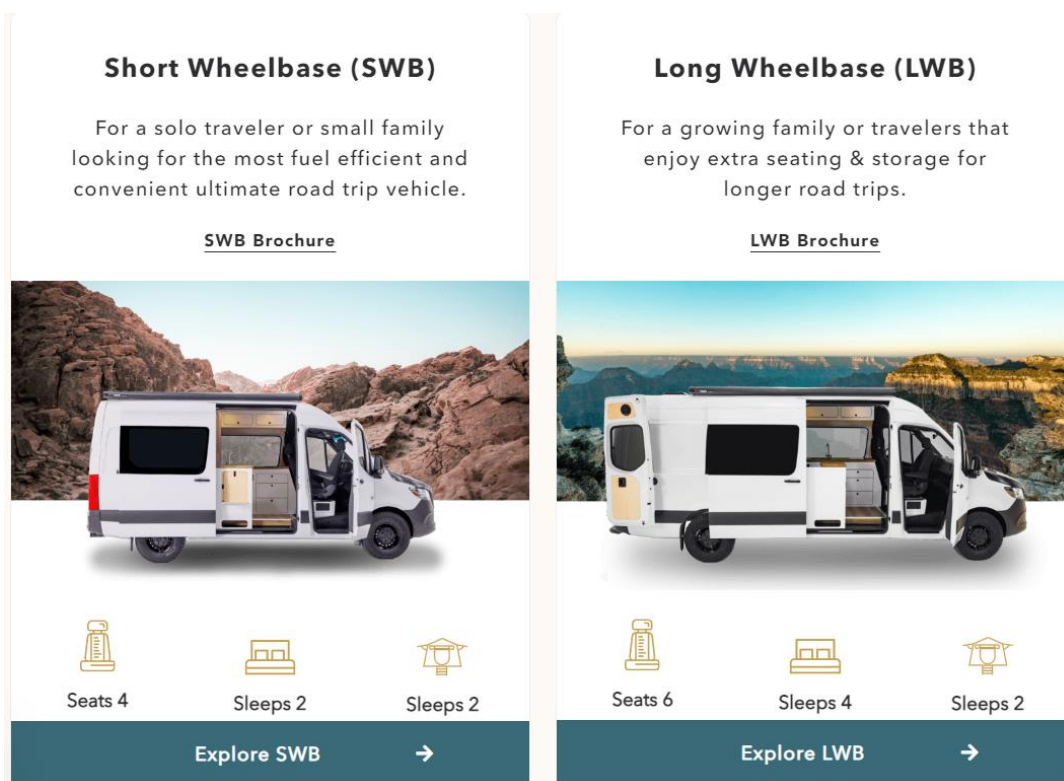 Short Wheelbase (SWB)
For a solo traveler or small family
looking for the most fuel efficient and
convenient ultimate road trip vehicle.
SWB Brochure
Seats 4
Sleeps 2
Sleeps 2
Explore SWB
Long Wheelbase (LWB)
For a growing family or travelers that
enjoy extra seating & storage for
longer road trips.
LWB Brochure
Seats 6
Sleeps 4
Sleeps 2
Explore LWB